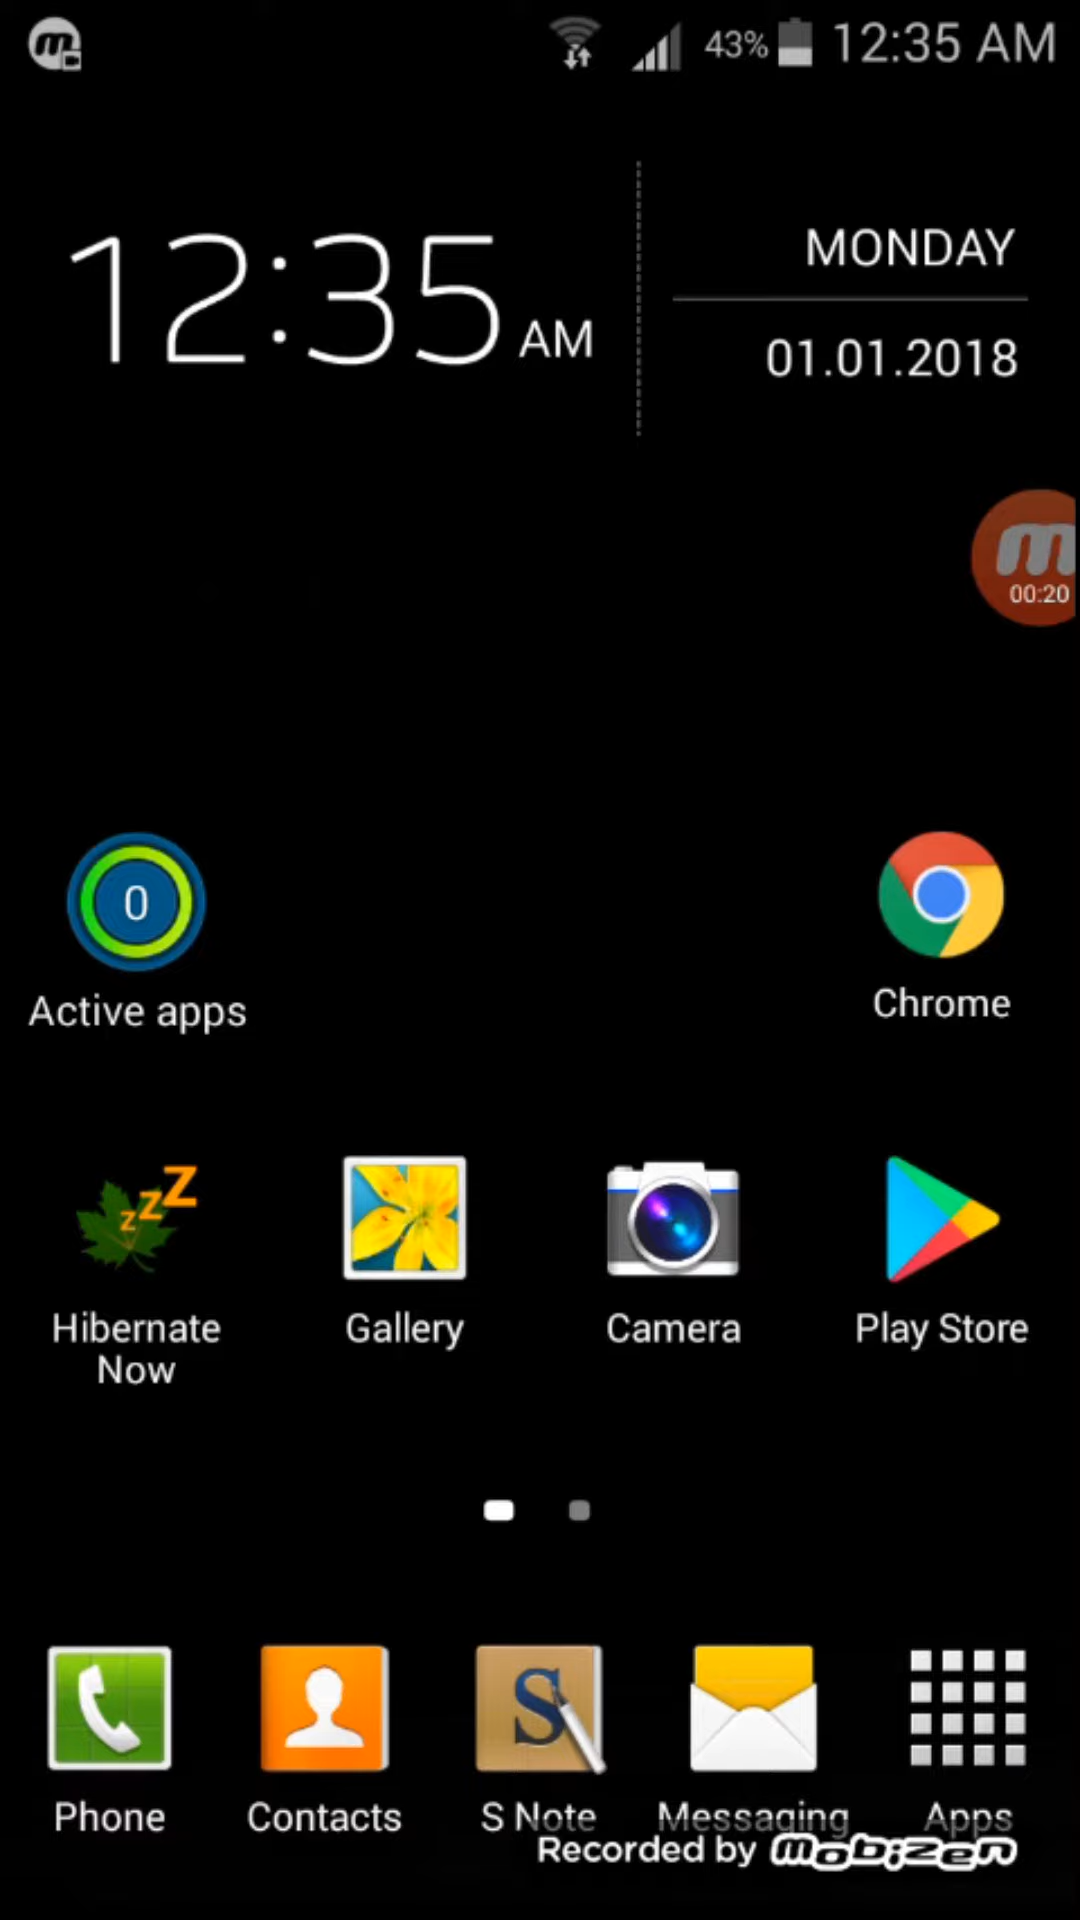 43% 12:35 AM
12:35 AM
MONDAY
01.01.2018
m
00:20
0
Active apps
Chrome
z z Z
Hibernate
Now
Gallery
Camera
Play Store
S
Phone
Contacts
S Note
Messaging
Apps
Recorded by mobizen